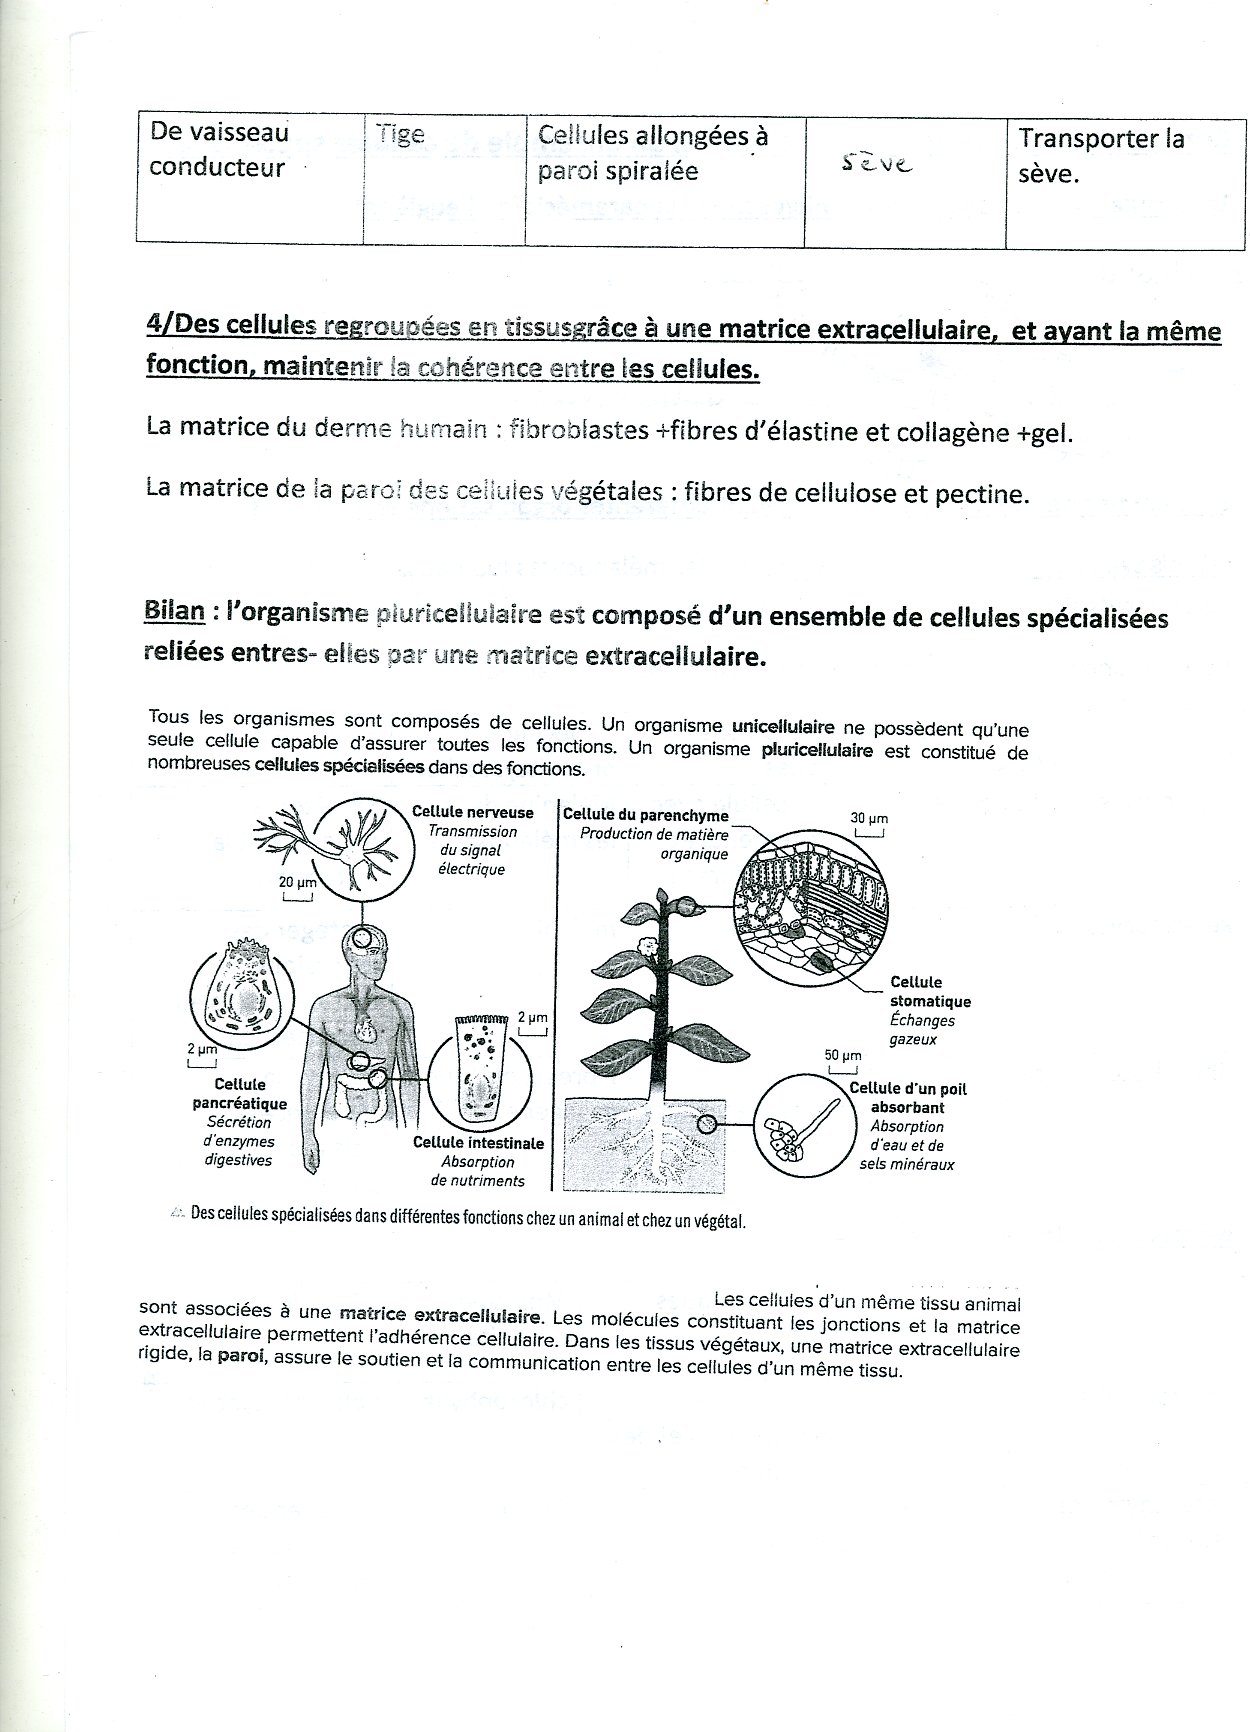 De vaisseau
conducteur
Tige
Cellules allongées à
paroi spiralée
sève
Transporter la
sève.
4/Des cellules regroupées en tissusgrâce à une matrice extracellulaire, et ayant la même
fonction, maintenir la cohérence entre les cellules.
La matrice du derme humain : fibroblastes +fibres d'élastine et collagène +gel.
La matrice de la paroi des cellules végétales : fibres de cellulose et pectine.
Bilan : l'organisme pluricellulaire est composé d'un ensemble de cellules spécialisées
reliées entres- elles par une matrice extracellulaire.
Tous les organismes sont composés de cellules. Un organisme unicellulaire ne possèdent qu'une
seule cellule capable d'assurer toutes les fonctions. Un organisme pluricellulaire est constitué de
nombreuses cellules spécialisées dans des fonctions.
Cellule nerveuse
Transmission
du signal
électrique
20 µm
2 µm
Cellule
pancréatique
Sécrétion
d'enzymes
digestives
2 µm
Cellule intestinale
Absorption
de nutriments
Cellule du parenchyme
Production de matière
organique
30 µm
Cellule
stomatique
Échanges
gazeux
50 µm
Cellule d'un poil
absorbant
Absorption
d'eau et de
sels minéraux
Des cellules spécialisées dans différentes fonctions chez un animal et chez un végétal.
Les cellules d'un même tissu animal
sont associées à une matrice extracellulaire. Les molécules constituant les jonctions et la matrice
extracellulaire permettent l'adhérence cellulaire. Dans les tissus végétaux, une matrice extracellulaire
rigide, la paroi, assure le soutien et la communication entre les cellules d'un même tissu.